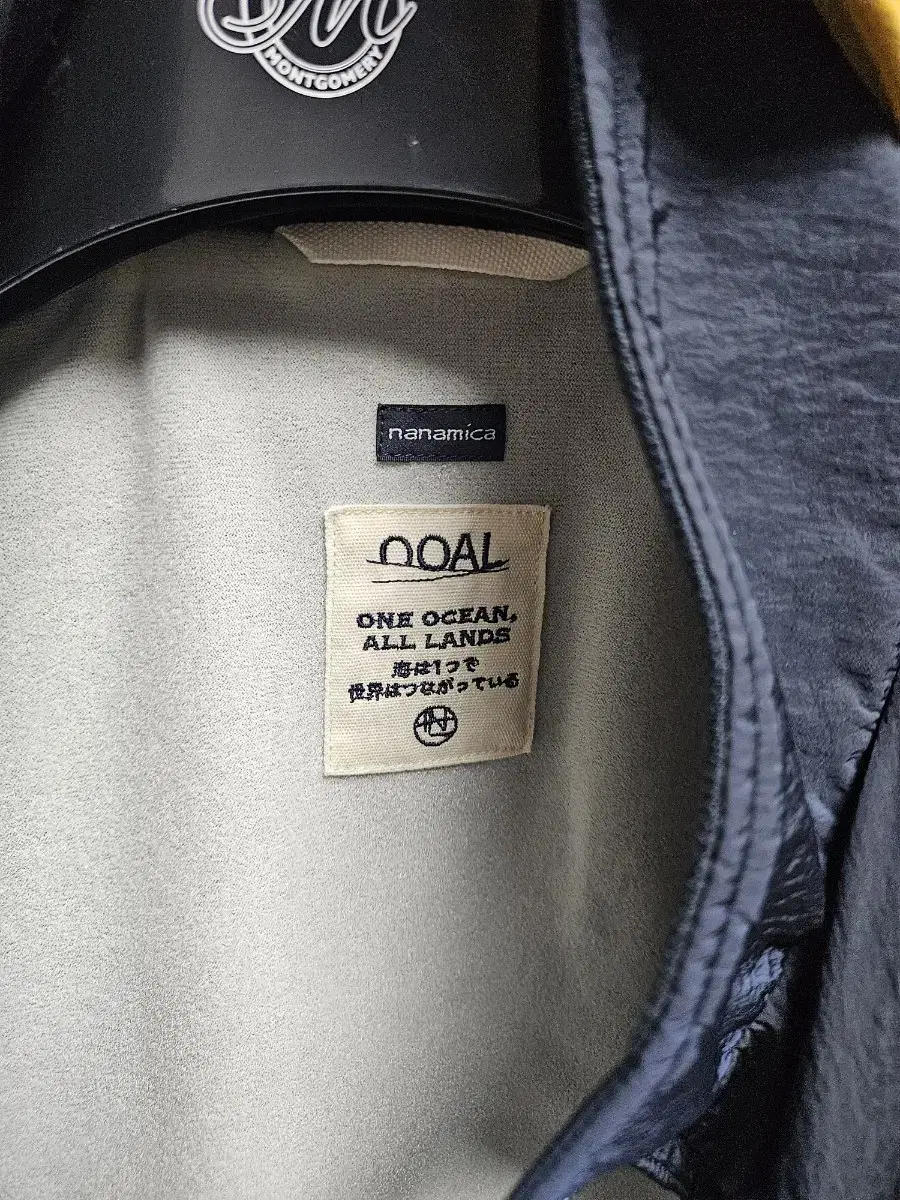 MONTGOMERY
nanamica
OOAL
ONE OCEAN,
ALL LANDS
海は1つで
世界はつながっている